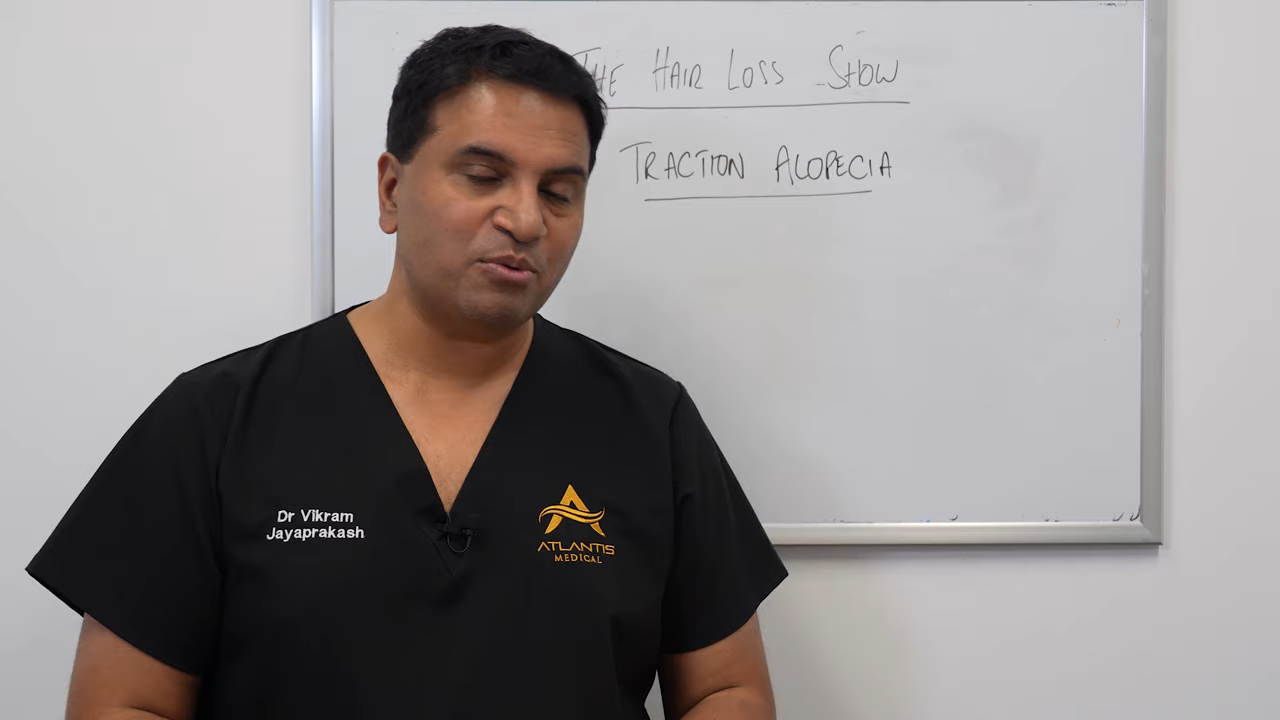 THE HAIR LOSS SHOW
TRACTION ALOPECIA
Dr Vikram
Jayaprakash
ATLANTIS
MEDICAL